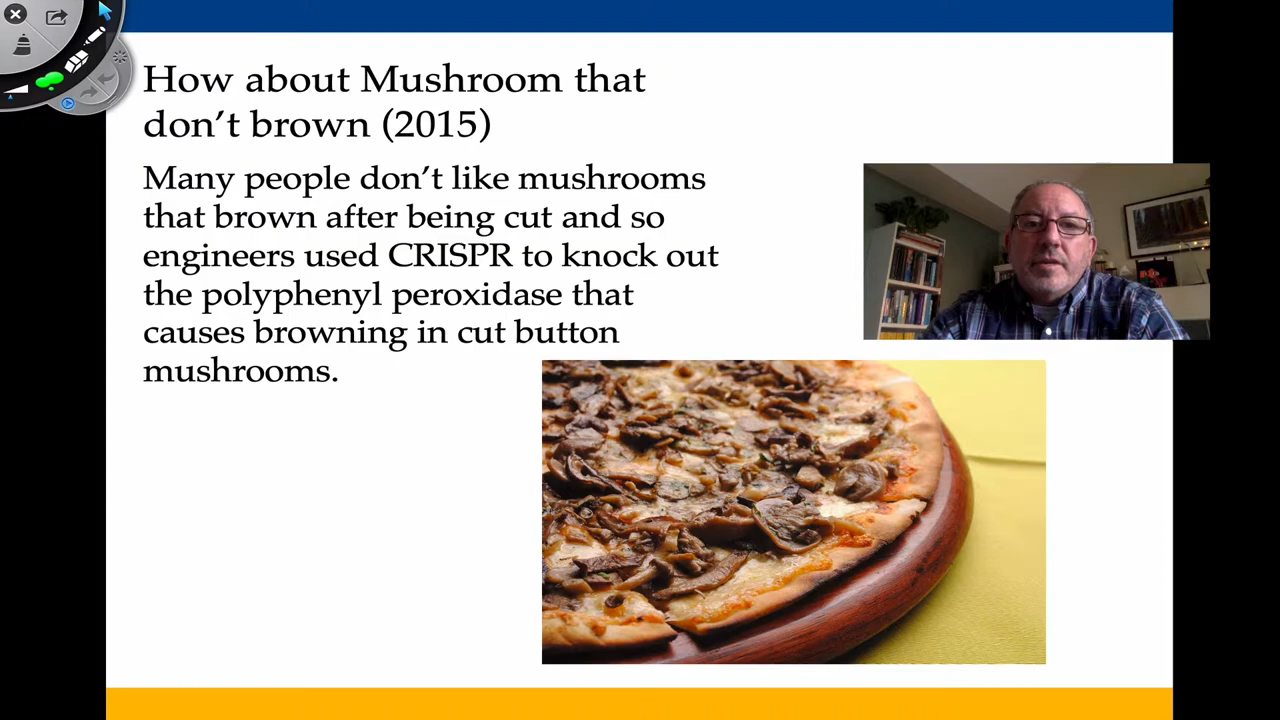 How about Mushroom that
don’t brown (2015)
Many people don’t like mushrooms
that brown after being cut and so
engineers used CRISPR to knock out
the polyphenyl peroxidase that
causes browning in cut button
mushrooms.